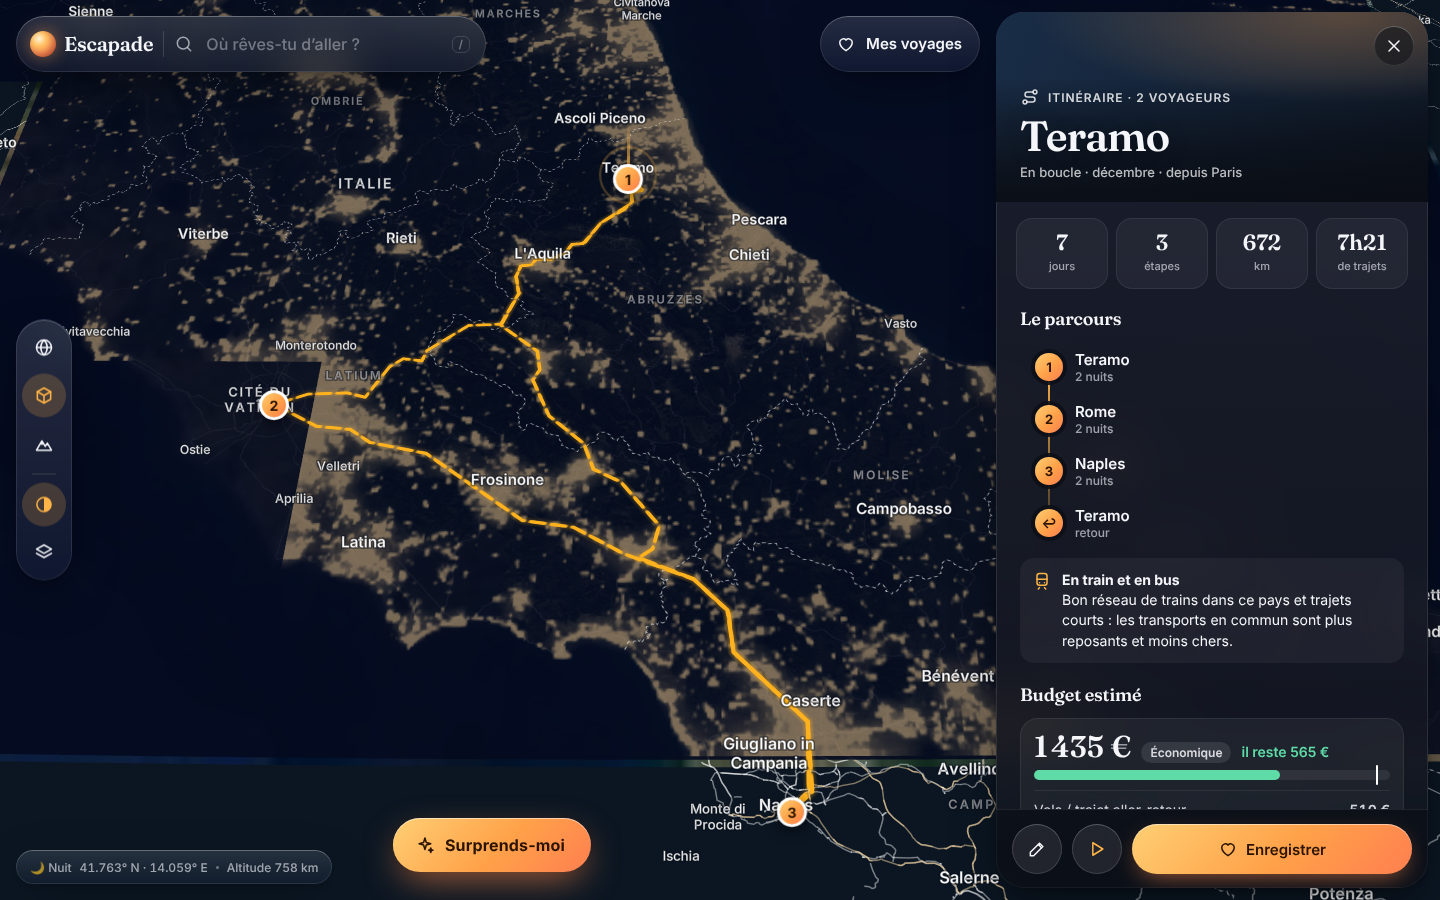 Sienne
MARCHES
Civitanova
Marche
Escapade
Où rêves-tu d'aller ?
/
Mes voyages
OMBRIE
Ascoli Piceno
ITALIE
Viterbe
Rieti
L'Aquila
Pescara
Chieti
ABRUZZES
Vasto
Monterotondo
LATIUM
CITÉ DU
Ostie
Velletri
Aprilia
Frosinone
Latina
MOLISE
Campobasso
Caserte
Giugliano in
Campania
Monte di
Procida
Ischia
Salerne
Potenza
1
2
3
Surprends-moi
🌙 Nuit 41.763° N · 14.059° E • Altitude 758 km
ITINÉRAIRE · 2 VOYAGEURS
Teramo
En boucle · décembre · depuis Paris
7
jours
3
étapes
672
km
7h21
de trajets
Le parcours
1
Teramo
2 nuits
2
Rome
2 nuits
3
Naples
2 nuits
Teramo
retour
En train et en bus
Bon réseau de trains dans ce pays et trajets
courts : les transports en commun sont plus
reposants et moins chers.
Budget estimé
1 435 € Économique il reste 565 €
Enregistrer